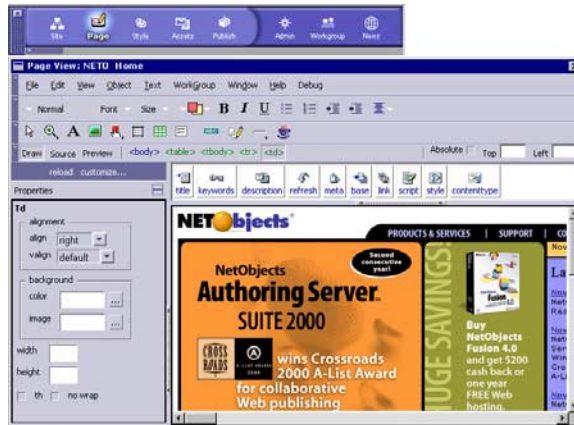 Site Page Style Assets Publish Admin Workgroup News
Page View: NETO Home
File Edit View Object Text WorkGroup Window Help Debug
Normal Font Size B I U
A
Draw Source Preview <body> <table> <tbody> <tr> <td> Absolute Top Left
reload customize...
title keywords description refresh meta base link script style contenttype
Properties
Td
alignment
align right
valign default
background
color ...
image ...
width
height
th no wrap
NETObjects
PRODUCTS & SERVICES | SUPPORT | CO
Second
consecutive
year!
NetObjects
Authoring Server
SUITE 2000
CROSS
ROADS
A
wins Crossroads
2000 A-List Award
for collaborative
Web publishing
HUGE SAVINGS!
Buy
NetObjects
Fusion 4.0
and get $200
cash back or
one year
FREE Web
hosting.